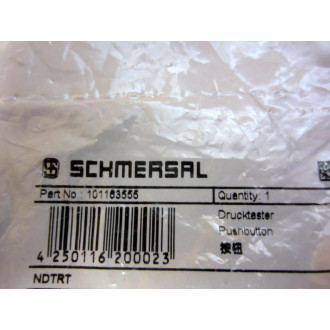 SCHMERSAL
Part No.: 101163555
Quantity: 1
Drucktaster
Pushbutton
按钮
4 250116 200023
NDTRT